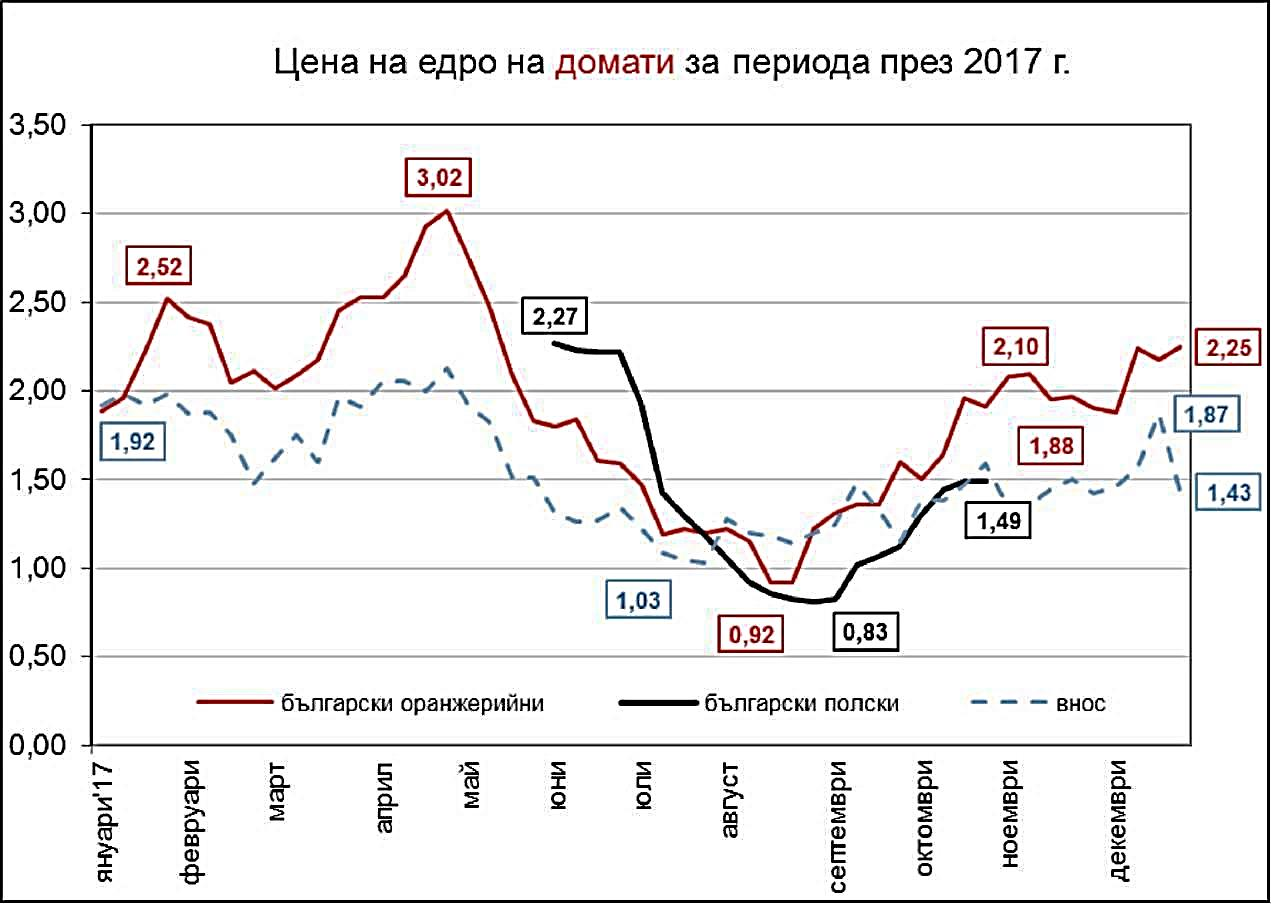 Цена на едро на домати за периода през 2017 г.
3,50
3,00
2,50
2,00
1,50
1,00
0,50
0,00
2,52
3,02
2,27
2,10
2,25
1,92
1,88
1,87
1,43
1,49
1,03
0,92
0,83
български оранжерийни
български полски
внос
януари'17
февруари
март
април
май
юни
юли
август
септември
октомври
ноември
декември